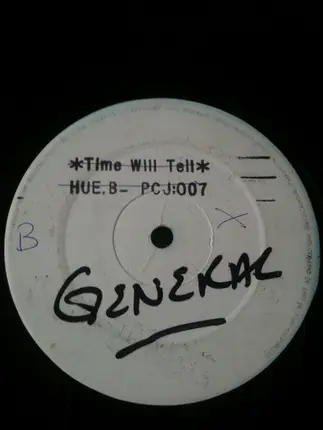 *Time Will Tell*
HUE.B- PCJ:007
B
X
GENERAL